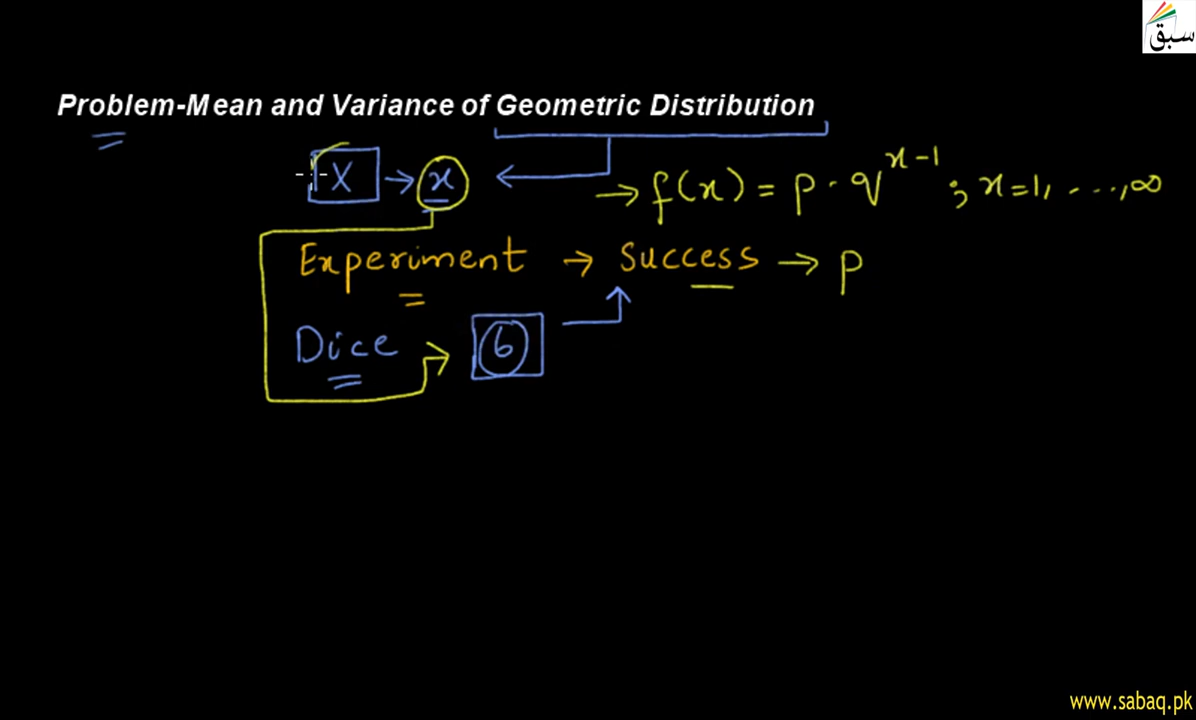 سبق
Problem-Mean and Variance of Geometric Distribution
X → x ← → f(x) = p · q^{x-1} ; x=1, ...,∞
Experiment → Success → p
Dice → 6
www.sabaq.pk